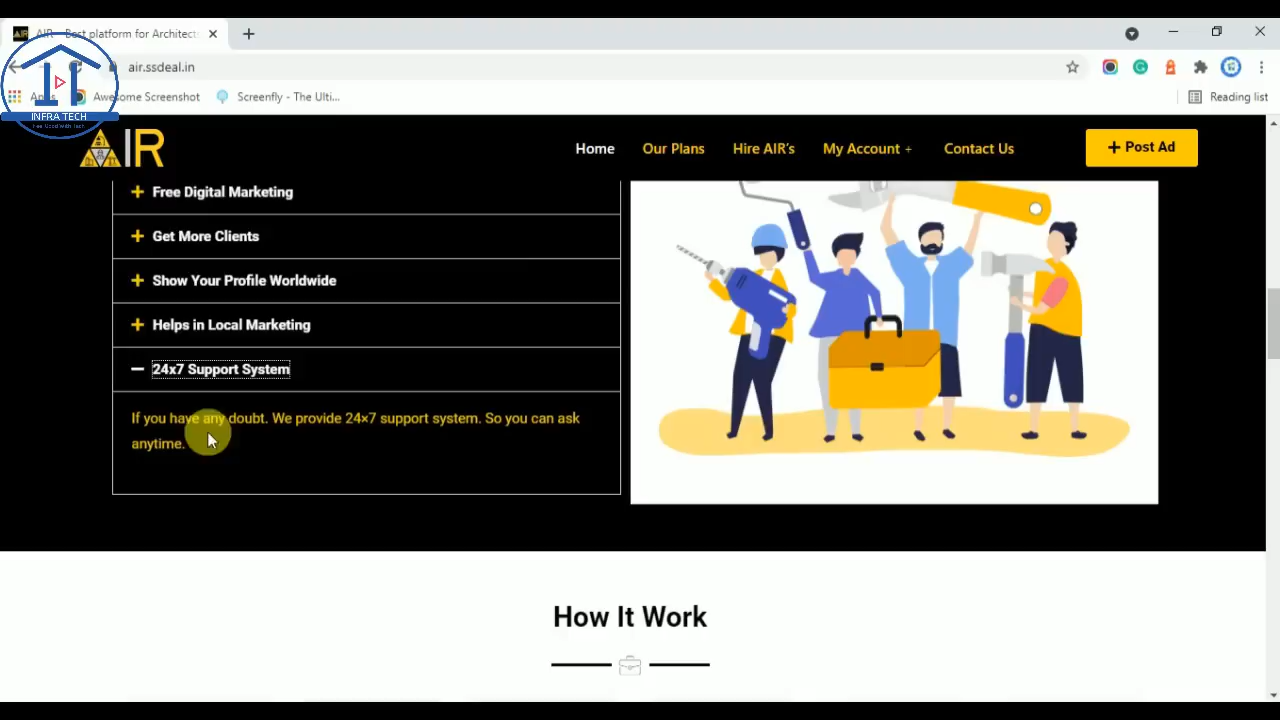 AIR - Best platform for Architects
air.ssdeal.in
Apps
Awesome Screenshot
Screenfly - The Ulti...
Reading list
INFRA TECH
AIR
Home
Our Plans
Hire AIR's
My Account +
Contact Us
+ Post Ad
+ Free Digital Marketing
+ Get More Clients
+ Show Your Profile Worldwide
+ Helps in Local Marketing
− 24x7 Support System
If you have any doubt. We provide 24×7 support system. So you can ask
anytime.
How It Work